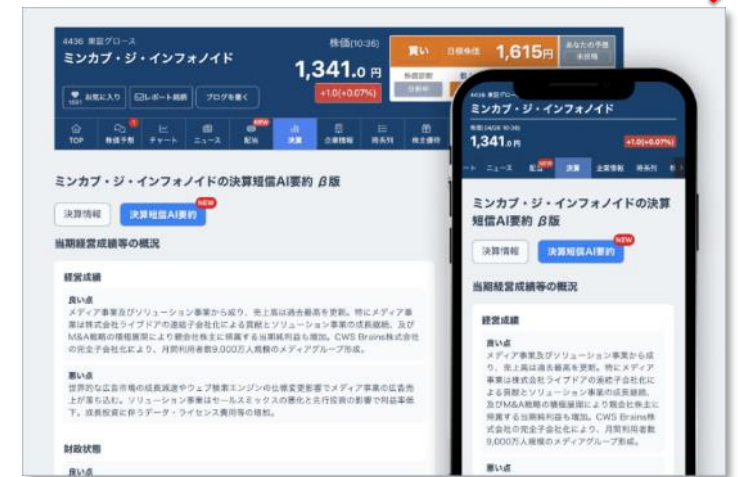 4436 東証グロース
ミンカブ・ジ・インフォノイド
株価(10:36)
1,341.0 円
+1.0(+0.07%)
買い 目標株価 1,615円
あなたの予想
未投稿
株価診断
お気に入り
レポート銘柄
ブログを書く
TOP 株価予想 チャート ニュース 配当 決算 企業情報 時系列 株主優待
NEW
ミンカブ・ジ・インフォノイドの決算短信AI要約 β版
決算情報
決算短信AI要約
NEW
当期経営成績等の概況
経営成績
良い点
メディア事業及びソリューション事業から成り、売上高は過去最高を更新。特にメディア事
業は株式会社ライブドアの連結子会社化による貢献とソリューション事業の成長継続、及び
M&A戦略の積極展開により親会社株主に帰属する当期純利益も増加。CWS Brains株式会社
の完全子会社化により、月間利用者数9,000万人規模のメディアグループ形成。
悪い点
世界的な広告市場の成長減速やウェブ検索エンジンの仕様変更影響でメディア事業の広告売
上が落ち込む。ソリューション事業はセールスミックスの悪化と先行投資の影響で利益率低
下。成長投資に伴うデータ・ライセンス費用等の増加。
財政状態
良い点
4436 東証グロース
ミンカブ・ジ・インフォノイド
1,341.0 円
+1.0(+0.07%)
ニュース 配当 決算 企業情報 時系列
NEW
ミンカブ・ジ・インフォノイドの決算
短信AI要約 β版
決算情報
決算短信AI要約
NEW
当期経営成績等の概況
経営成績
良い点
メディア事業及びソリューション事業から成
り、売上高は過去最高を更新。特にメディア
事業は株式会社ライブドアの連結子会社化に
よる貢献とソリューション事業の成長継続、
及びM&A戦略の積極展開により親会社株主に
帰属する当期純利益も増加。CWS Brains株
式会社の完全子会社化により、月間利用者数
9,000万人規模のメディアグループ形成。
悪い点